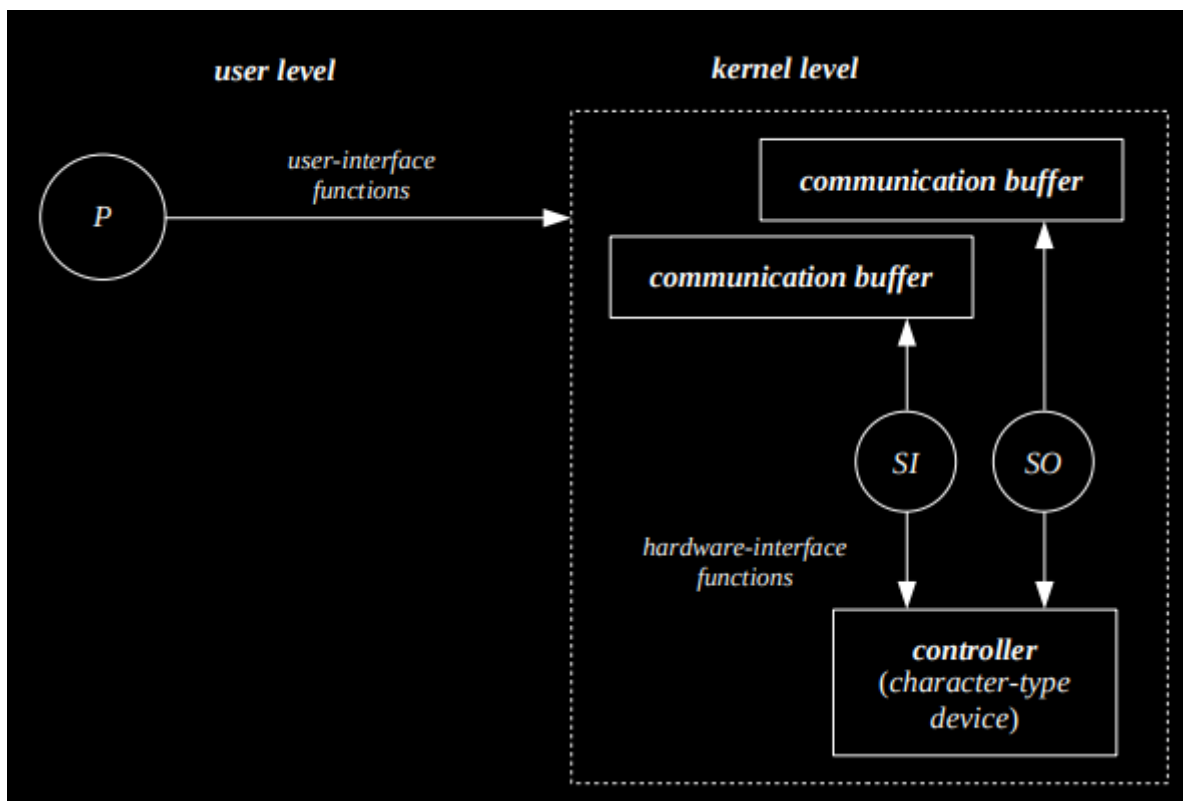 user level
kernel level
user-interface
functions
P
communication buffer
communication buffer
SI
SO
hardware-interface
functions
controller
(character-type
device)